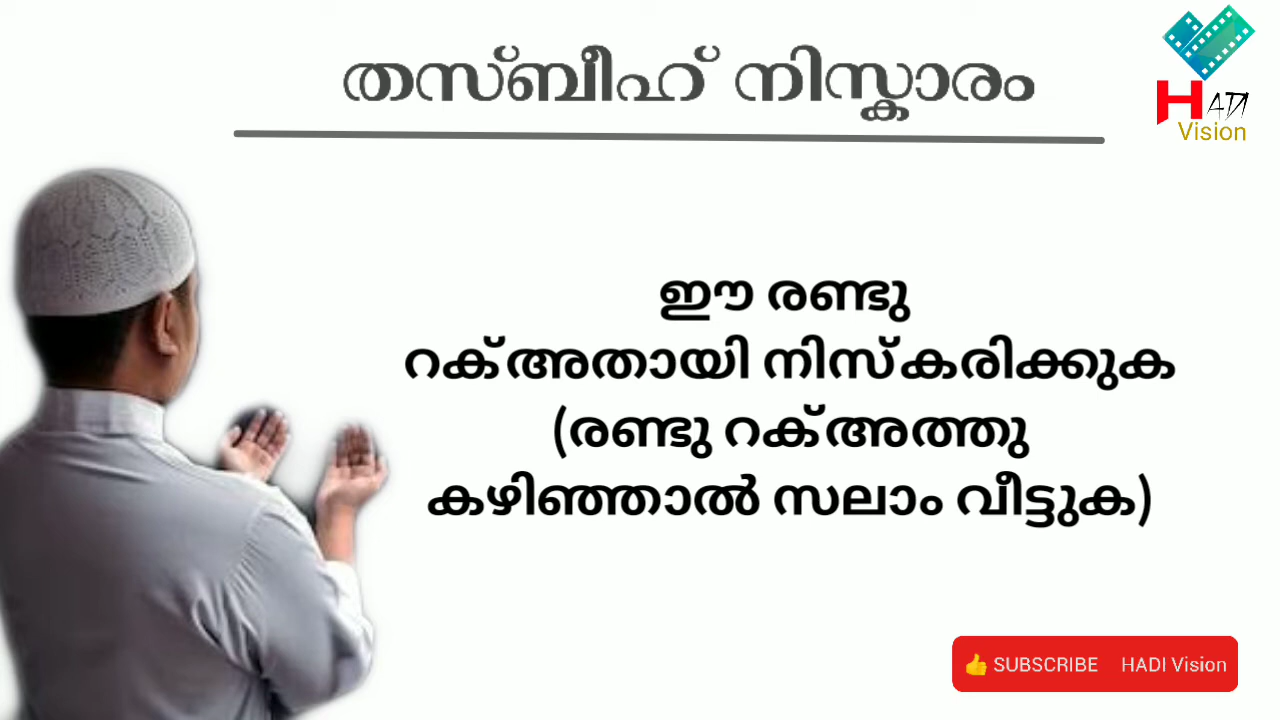 തസ്ബീഹ് നിസ്കാരം
HADI
Vision
ഈ രണ്ടു
റക്അതായി നിസ്കരിക്കുക
(രണ്ടു റക്അത്തു
കഴിഞ്ഞാൽ സലാം വീട്ടുക)
👍 SUBSCRIBE HADI Vision